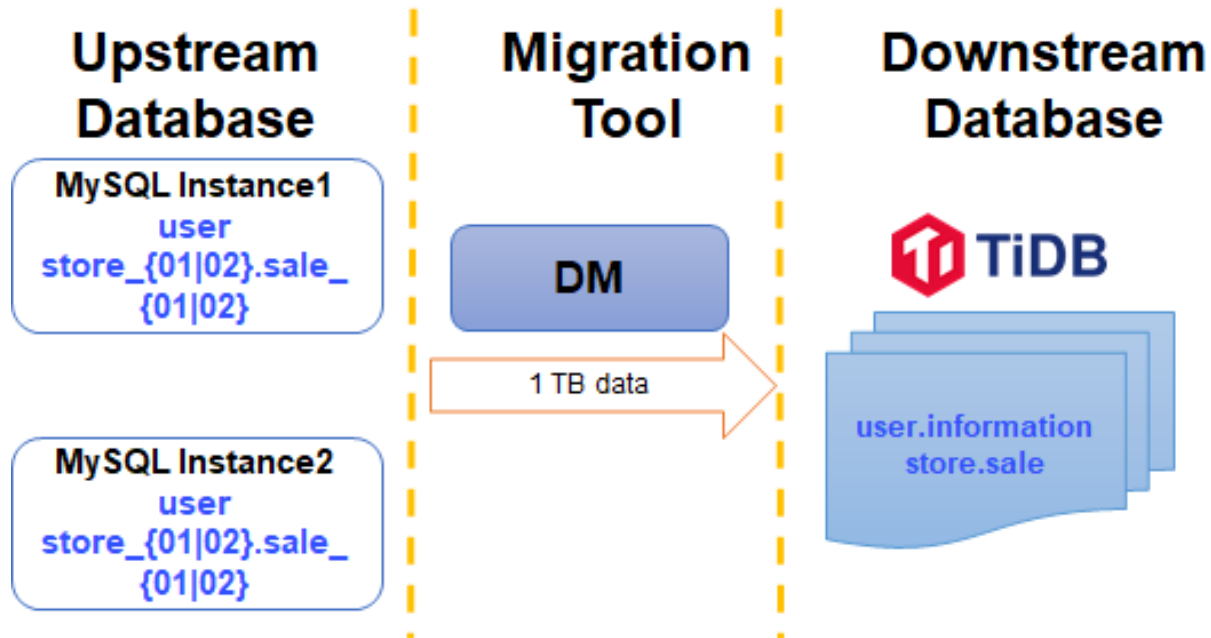 Upstream
Database
MySQL Instance1
user
store_{01|02}.sale_
{01|02}
MySQL Instance2
user
store_{01|02}.sale_
{01|02}
Migration
Tool
DM
1 TB data
Downstream
Database
TiDB
user.information
store.sale